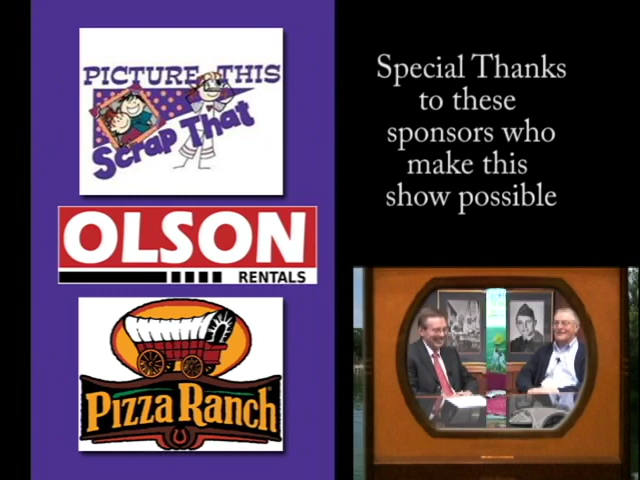 PICTURE THIS
Scrap That
OLSON
RENTALS
Pizza Ranch
Special Thanks
to these
sponsors who
make this
show possible